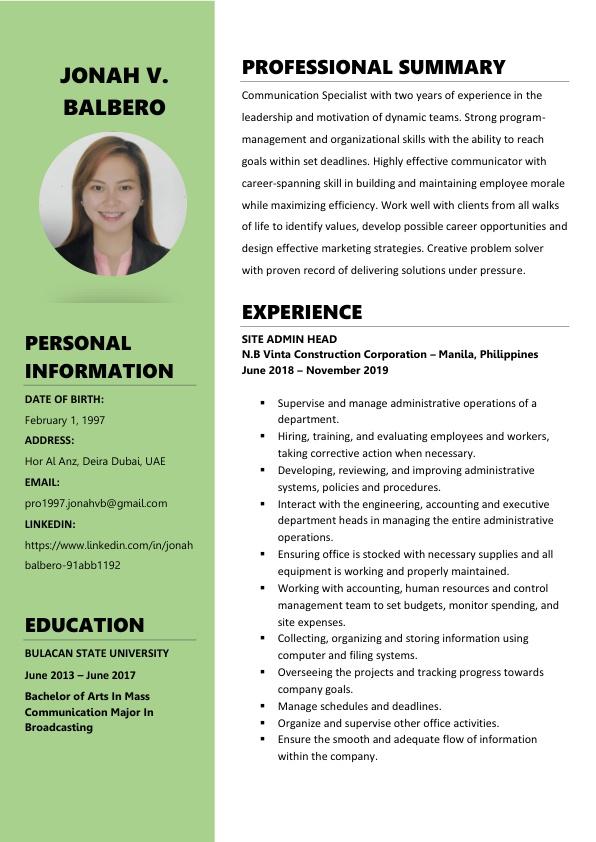 JONAH V.
BALBERO
PERSONAL
INFORMATION
DATE OF BIRTH:
February 1, 1997
ADDRESS:
Hor Al Anz, Deira Dubai, UAE
EMAIL:
pro1997.jonahvb@gmail.com
LINKEDIN:
https://www.linkedin.com/in/jonah
balbero-91abb1192
EDUCATION
BULACAN STATE UNIVERSITY
June 2013 – June 2017
Bachelor of Arts In Mass
Communication Major In
Broadcasting
PROFESSIONAL SUMMARY
Communication Specialist with two years of experience in the
leadership and motivation of dynamic teams. Strong program-
management and organizational skills with the ability to reach
goals within set deadlines. Highly effective communicator with
career-spanning skill in building and maintaining employee morale
while maximizing efficiency. Work well with clients from all walks
of life to identify values, develop possible career opportunities and
design effective marketing strategies. Creative problem solver
with proven record of delivering solutions under pressure.
EXPERIENCE
SITE ADMIN HEAD
N.B Vinta Construction Corporation – Manila, Philippines
June 2018 – November 2019
▪ Supervise and manage administrative operations of a
department.
▪ Hiring, training, and evaluating employees and workers,
taking corrective action when necessary.
▪ Developing, reviewing, and improving administrative
systems, policies and procedures.
▪ Interact with the engineering, accounting and executive
department heads in managing the entire administrative
operations.
▪ Ensuring office is stocked with necessary supplies and all
equipment is working and properly maintained.
▪ Working with accounting, human resources and control
management team to set budgets, monitor spending, and
site expenses.
▪ Collecting, organizing and storing information using
computer and filing systems.
▪ Overseeing the projects and tracking progress towards
company goals.
▪ Manage schedules and deadlines.
▪ Organize and supervise other office activities.
▪ Ensure the smooth and adequate flow of information
within the company.